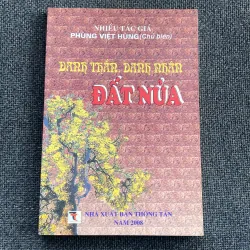 NHIỀU TÁC GIẢ
PHÙNG VIỆT HÙNG (Chủ biên)
DANH THẦN, DANH NHÂN
ĐẤT NỦA
NHÀ XUẤT BẢN THÔNG TẤN
NĂM 2008